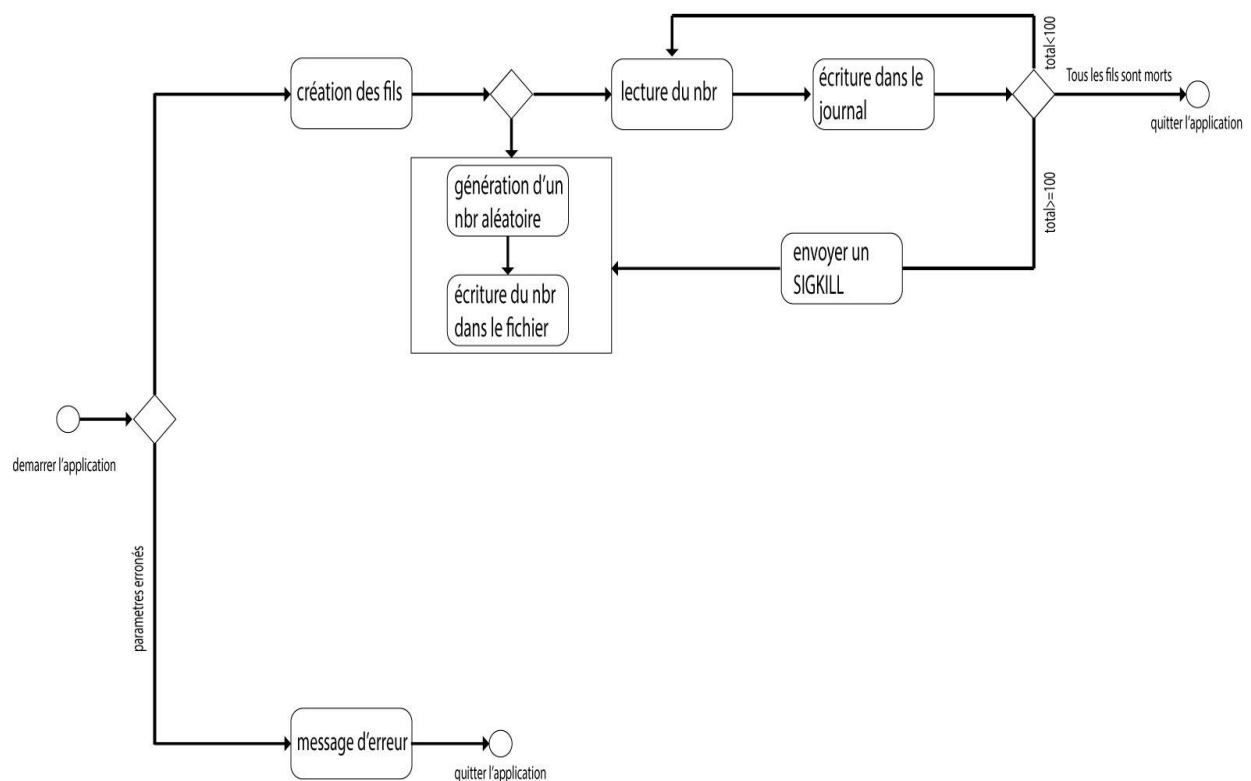 total<100
création des fils
lecture du nbr
écriture dans le
journal
Tous les fils sont morts
quitter l'application
génération d'un
nbr aléatoire
total>=100
envoyer un
SIGKILL
écriture du nbr
dans le fichier
demarrer l'application
parametres erronés
message d'erreur
quitter l'application